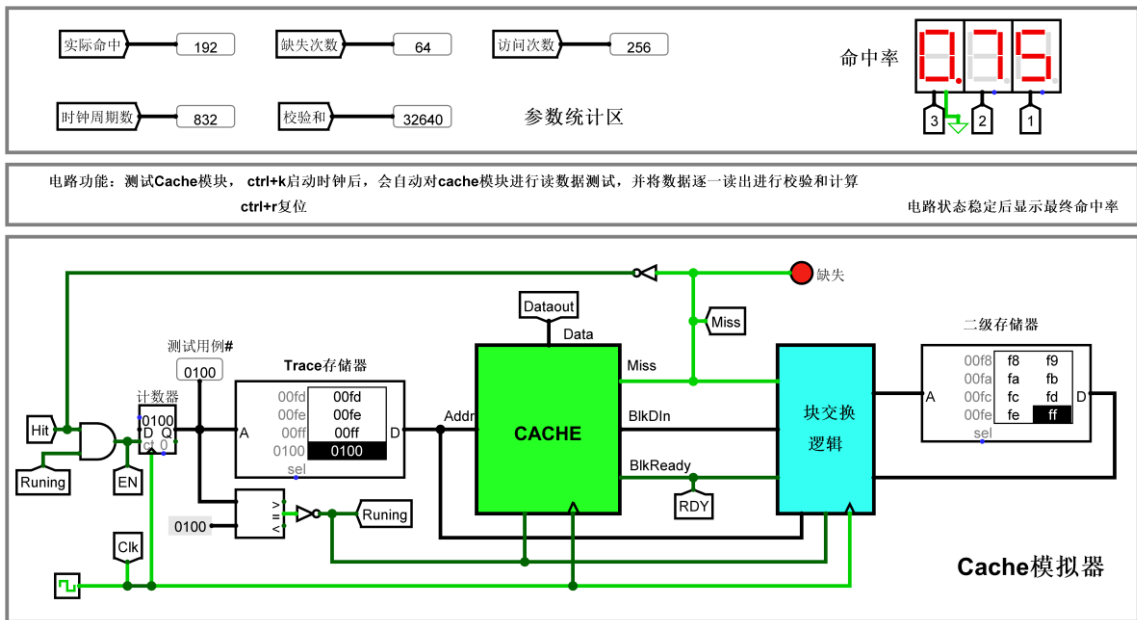 实际命中 192 缺失次数 64 访问次数 256
命中率 0.75
时钟周期数 832 校验和 32640 参数统计区
3 2 1
电路功能：测试Cache模块， ctrl+k启动时钟后，会自动对cache模块进行读数据测试，并将数据逐一读出进行校验和计算
ctrl+r复位 电路状态稳定后显示最终命中率
缺失
Dataout
Data
Miss
二级存储器
测试用例#
0100
Trace存储器
计数器
0100
D Q
ct 0
Hit
Runing
EN
A
00fd 00fd
00fe 00fe
00ff 00ff
0100 0100
sel
D
Addr
CACHE
Miss
BlkDIn
BlkReady
RDY
块交换
逻辑
A
00f8 f8 f9
00fa fa fb
00fc fc fd
00fe fe ff
sel
D
0100
> = <
Runing
Clk
Cache模拟器